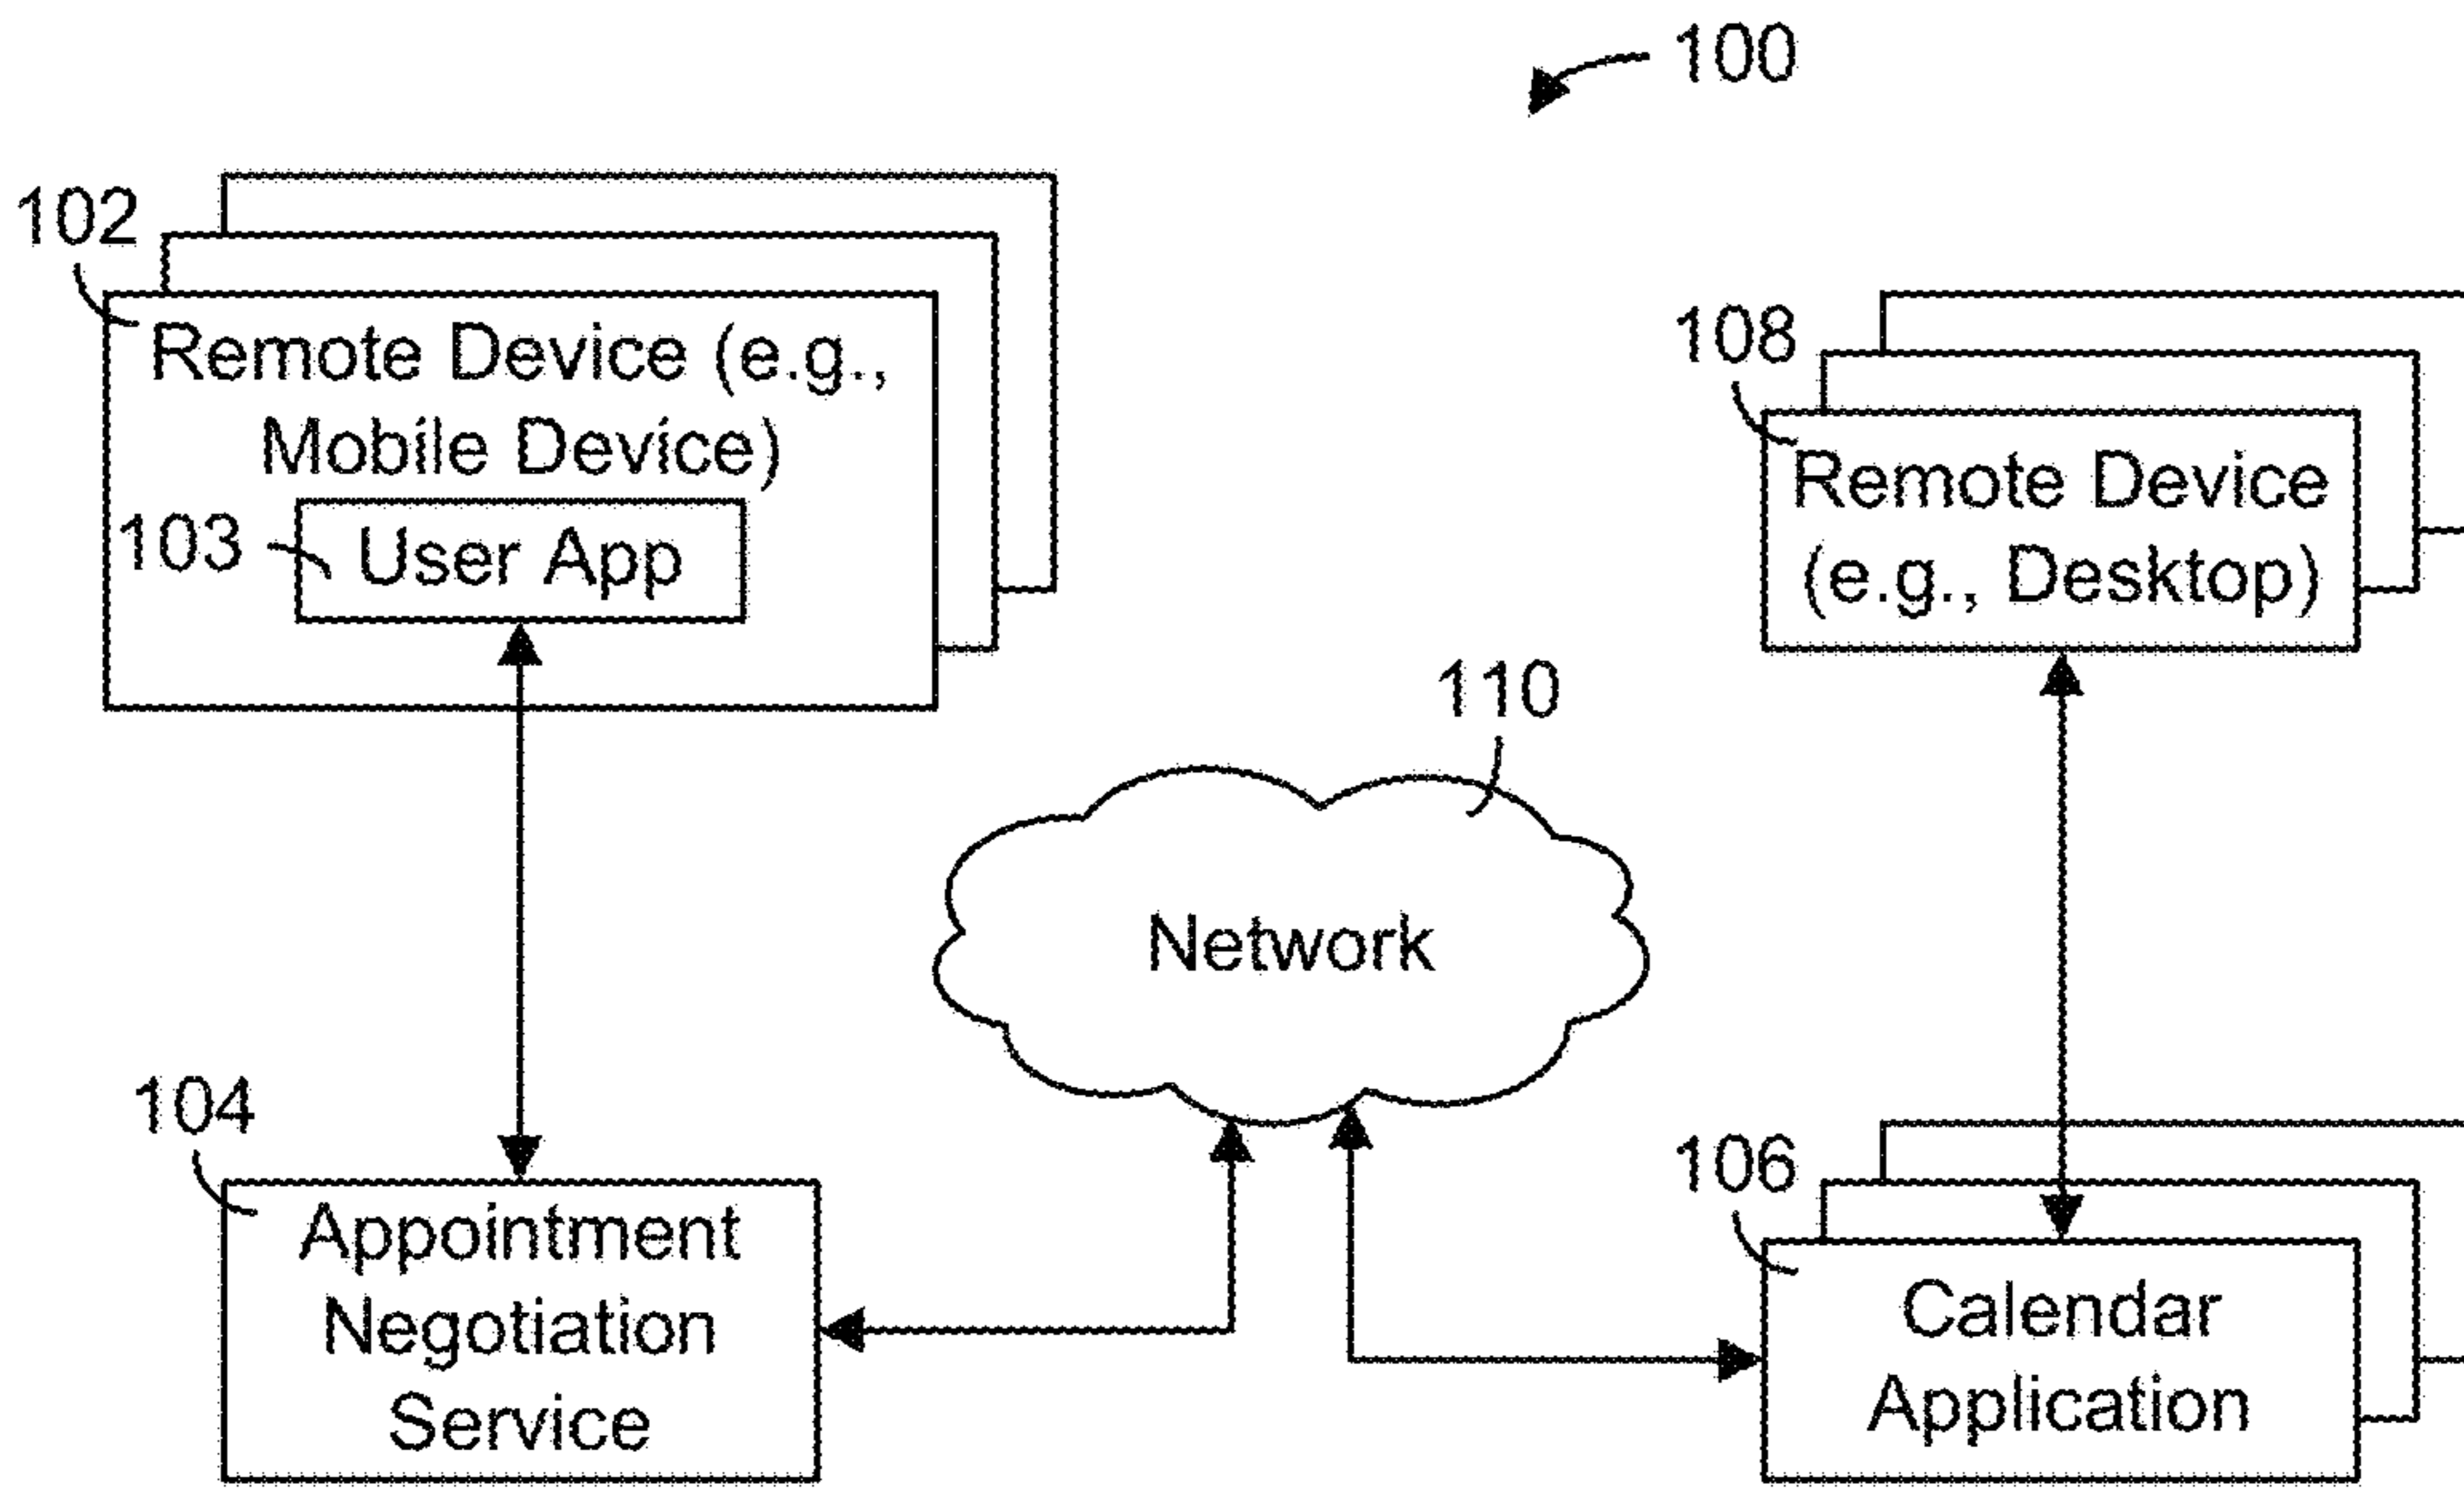 100
102
Remote Device (e.g.,
Mobile Device)
103
User App
108
Remote Device
(e.g., Desktop)
110
Network
104
Appointment
Negotiation
Service
106
Calendar
Application